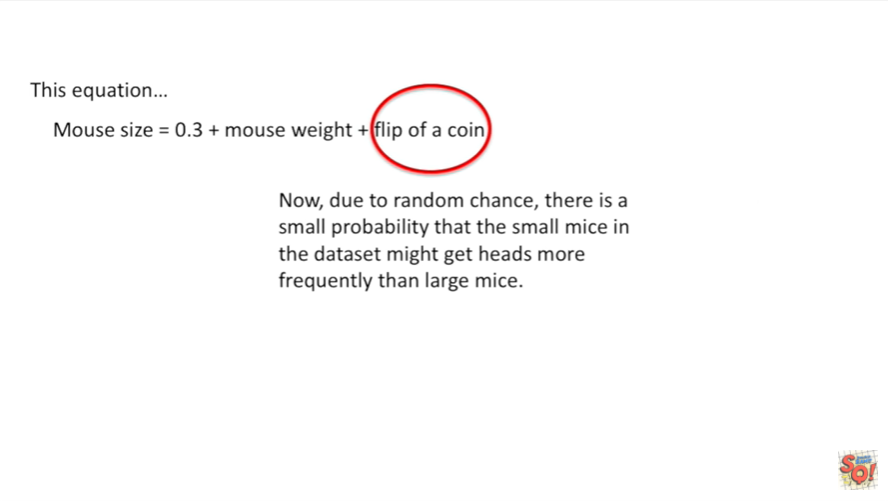 This equation...
Mouse size = 0.3 + mouse weight + flip of a coin
Now, due to random chance, there is a
small probability that the small mice in
the dataset might get heads more
frequently than large mice.
SQ!